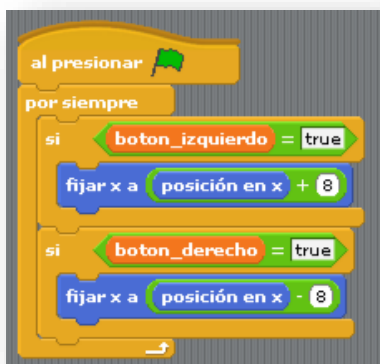 al presionar
por siempre
si boton_izquierdo = true
fijar x a posición en x + 8
si boton_derecho = true
fijar x a posición en x - 8